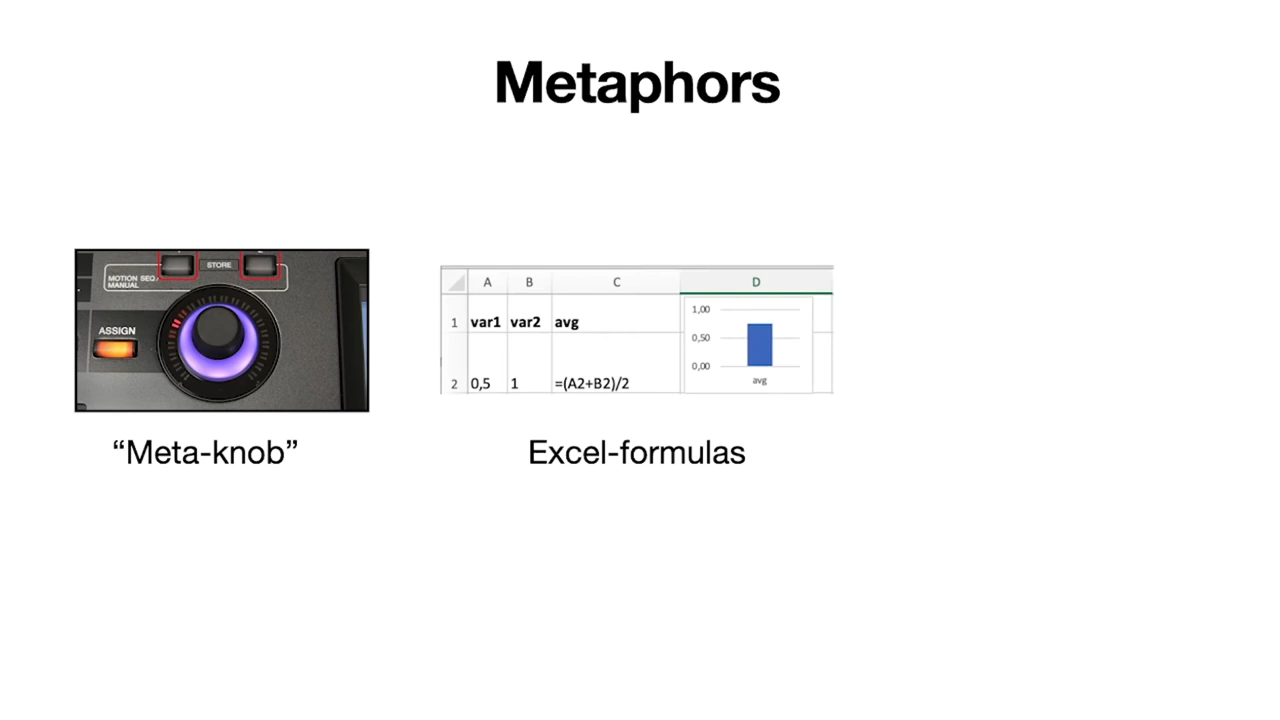 Metaphors
STORE
MOTION SEQ/
MANUAL
ASSIGN
A B C D
1,00
1 var1 var2 avg
0,50
0,00
avg
2 0,5 1 =(A2+B2)/2
“Meta-knob”
Excel-formulas